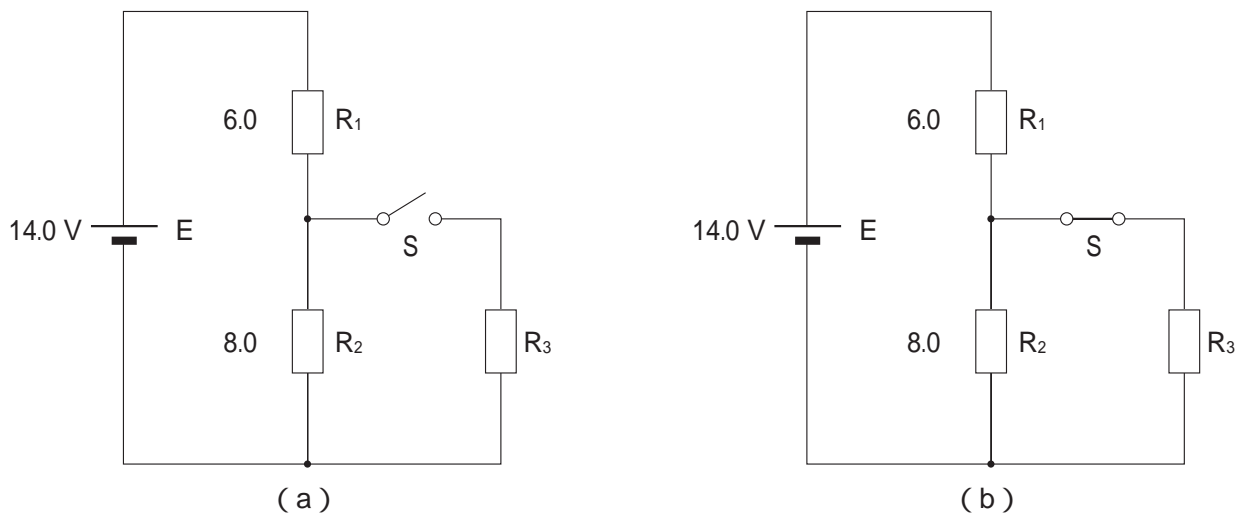 6.0 R₁
14.0 V E
S
8.0 R₂ R₃
( a )
6.0 R₁
14.0 V E
S
8.0 R₂ R₃
( b )